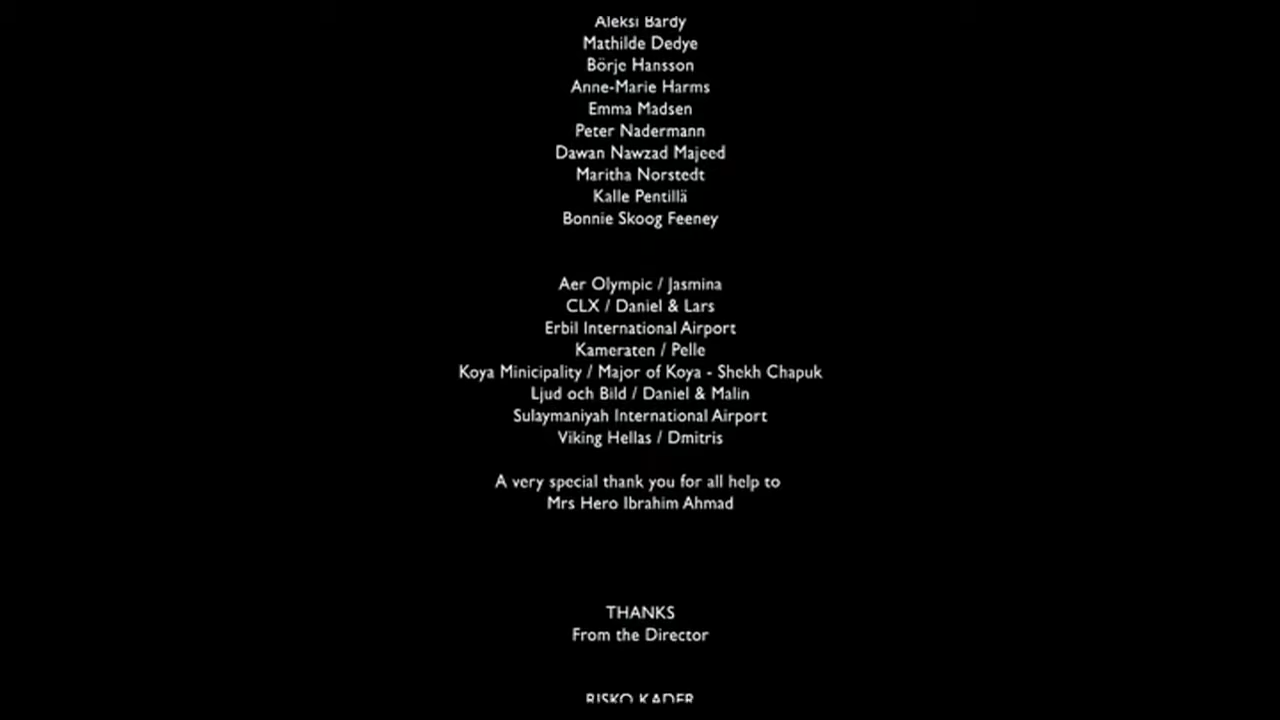 Aleksi Bardy
Mathilde Dedye
Börje Hansson
Anne-Marie Harms
Emma Madsen
Peter Nadermann
Dawan Nawzad Majeed
Maritha Norstedt
Kalle Pentillä
Bonnie Skoog Feeney
Aer Olympic / Jasmina
CLX / Daniel & Lars
Erbil International Airport
Kameraten / Pelle
Koya Minicipality / Major of Koya - Shekh Chapuk
Ljud och Bild / Daniel & Malin
Sulaymaniyah International Airport
Viking Hellas / Dmitris
A very special thank you for all help to
Mrs Hero Ibrahim Ahmad
THANKS
From the Director
RISKO KADER